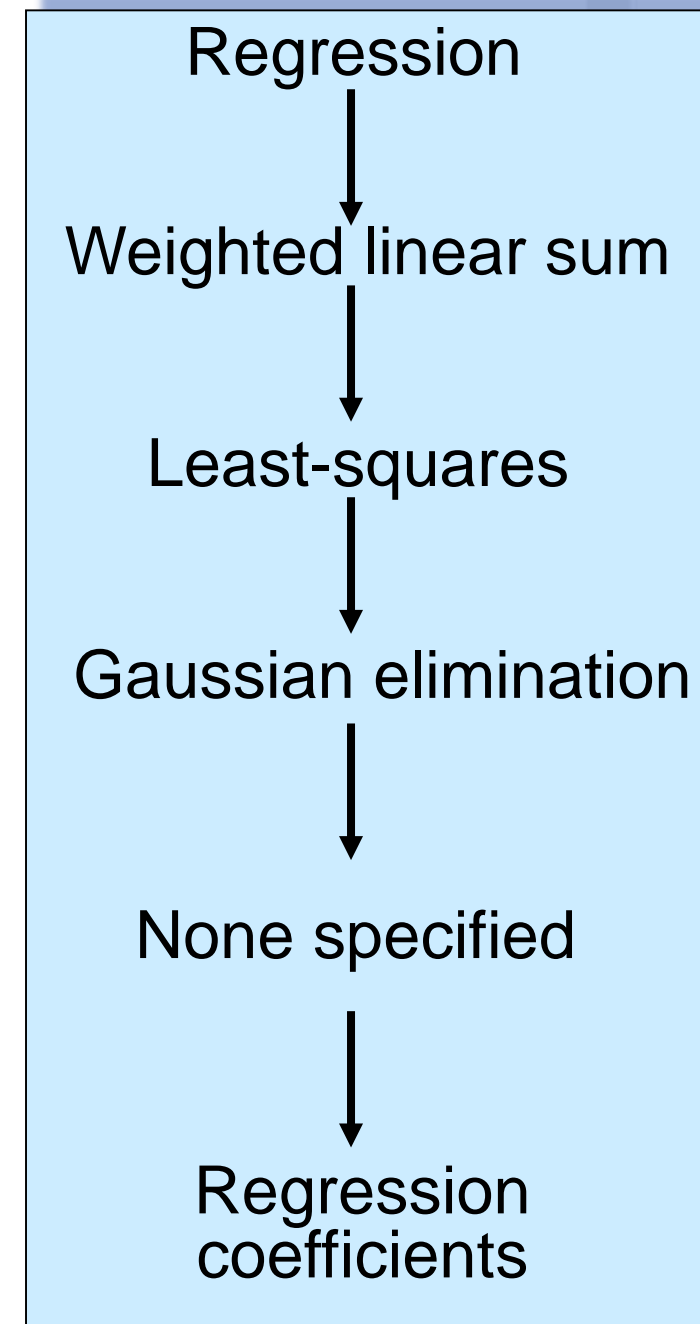 Regression
Weighted linear sum
Least-squares
Gaussian elimination
None specified
Regression
coefficients